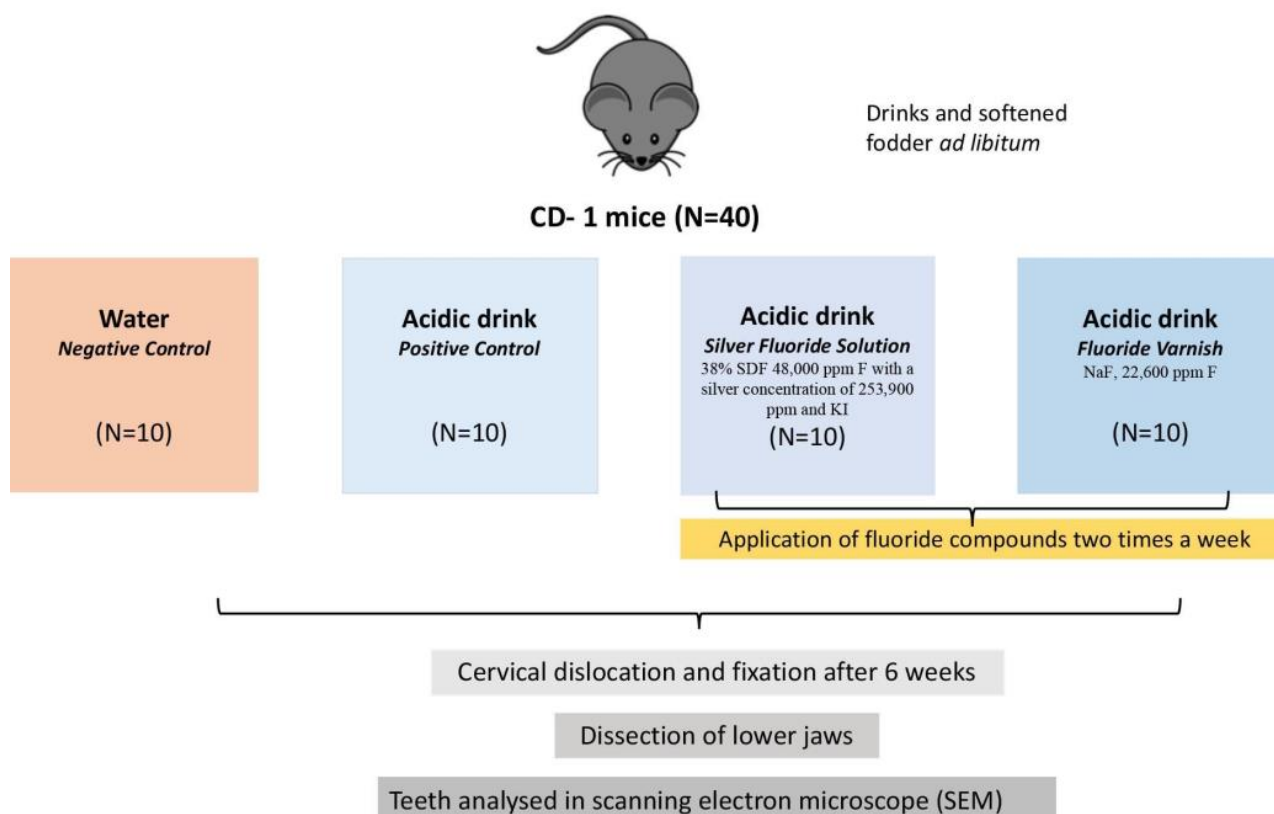 Drinks and softened
fodder ad libitum
CD- 1 mice (N=40)
Water
Negative Control
(N=10)
Acidic drink
Positive Control
(N=10)
Acidic drink
Silver Fluoride Solution
38% SDF 48,000 ppm F with a
silver concentration of 253,900
ppm and KI
(N=10)
Acidic drink
Fluoride Varnish
NaF, 22,600 ppm F
(N=10)
Application of fluoride compounds two times a week
Cervical dislocation and fixation after 6 weeks
Dissection of lower jaws
Teeth analysed in scanning electron microscope (SEM)